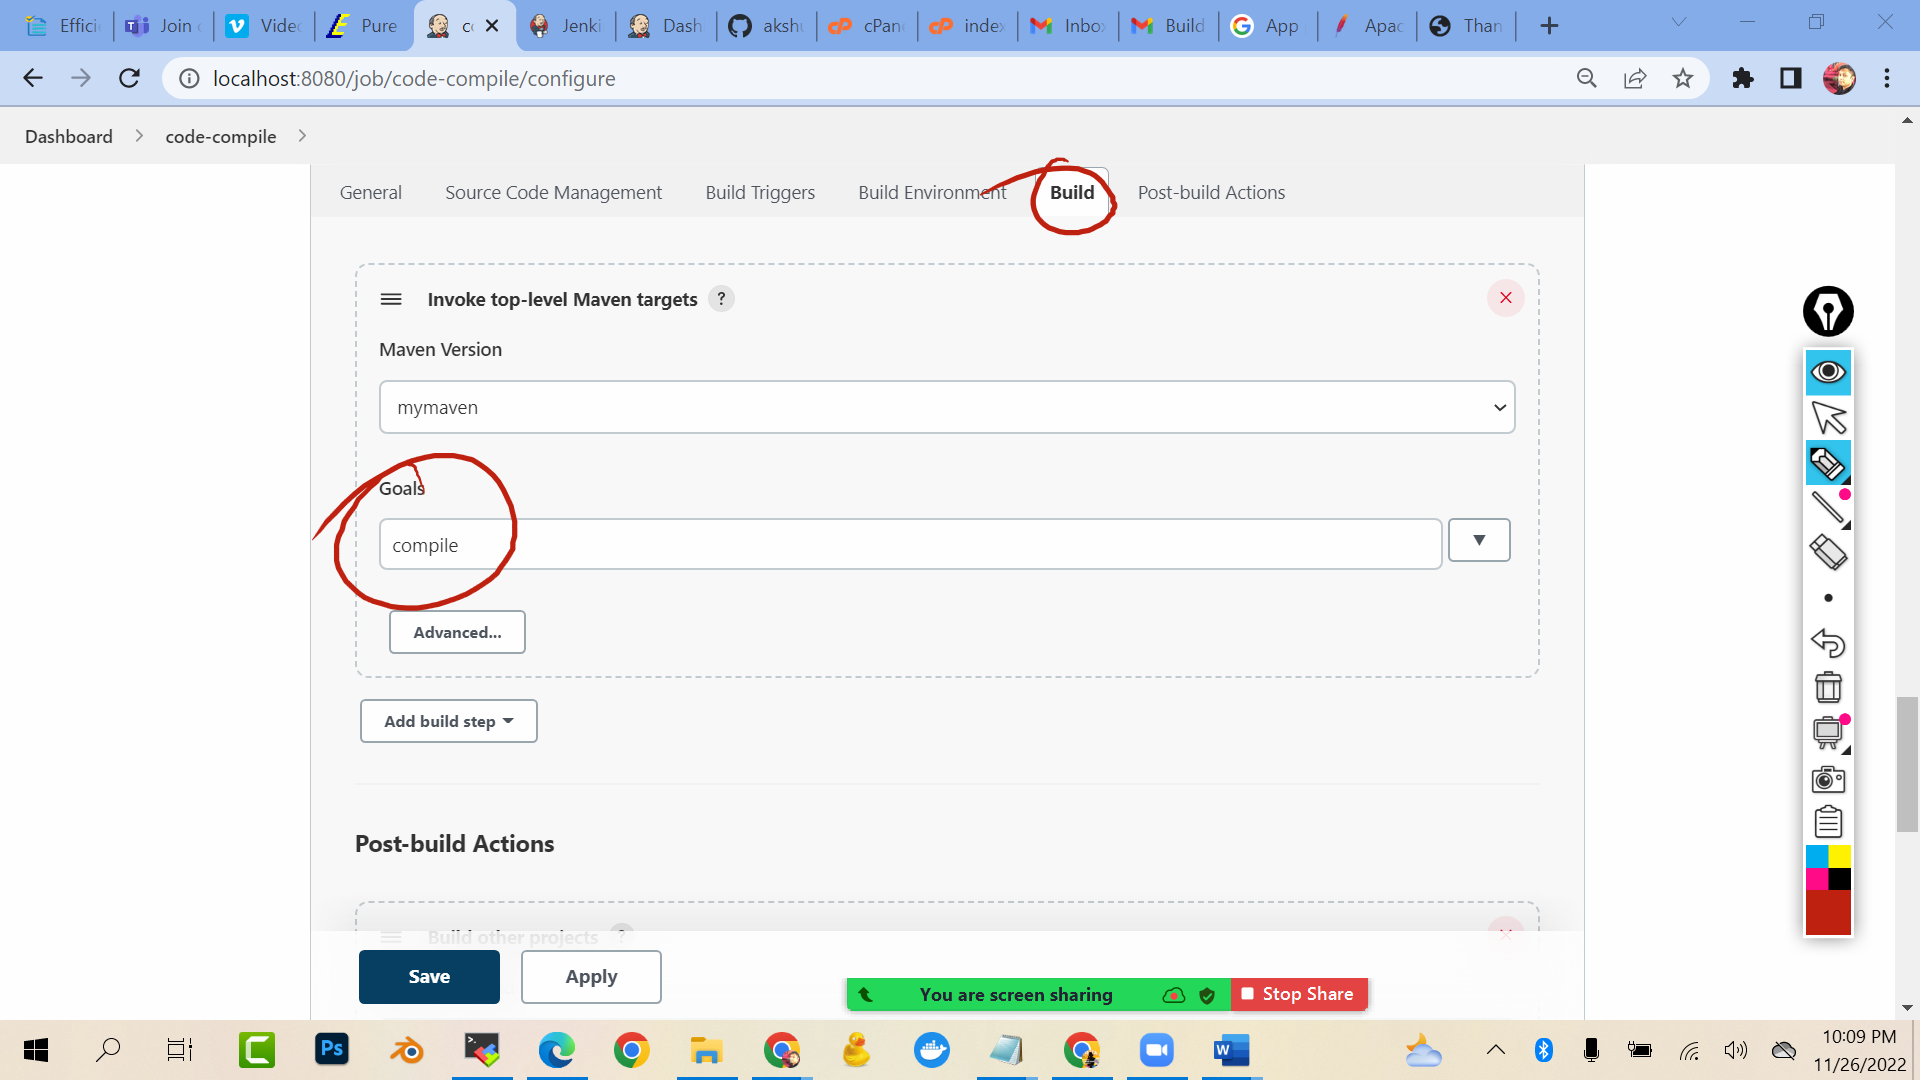 Effici
Join
Video
Pure
Jenki
Dash
akshu
cPan
index
Inbo
Build
App
Apac
Than
localhost:8080/job/code-compile/configure
Dashboard
code-compile
General
Source Code Management
Build Triggers
Build Environment
Build
Post-build Actions
Invoke top-level Maven targets ?
Maven Version
mymaven
Goals
compile
Advanced...
Add build step
Post-build Actions
Build other projects ?
Save
Apply
You are screen sharing
Stop Share
Ps
W
10:09 PM
11/26/2022